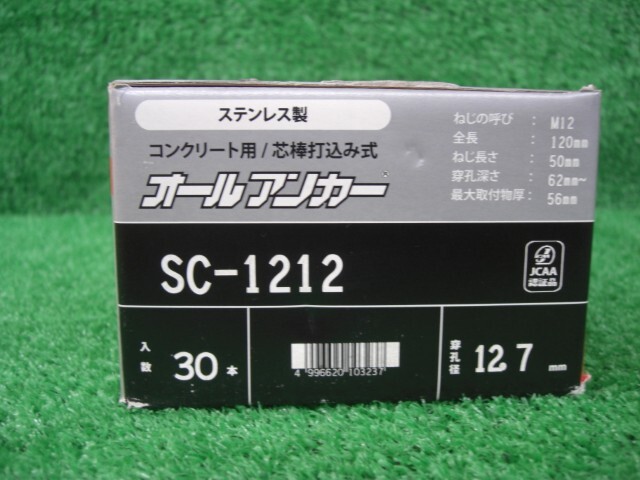 ステンレス製
コンクリート用/芯棒打込み式
オールアンカー
ねじの呼び : M12
全長 : 120mm
ねじ長さ : 50mm
穿孔深さ : 62mm~
最大取付物厚 : 56mm
SC-1212
JCAA
認証品
入数 30本
4 996620 103237
穿孔径 12.7 mm